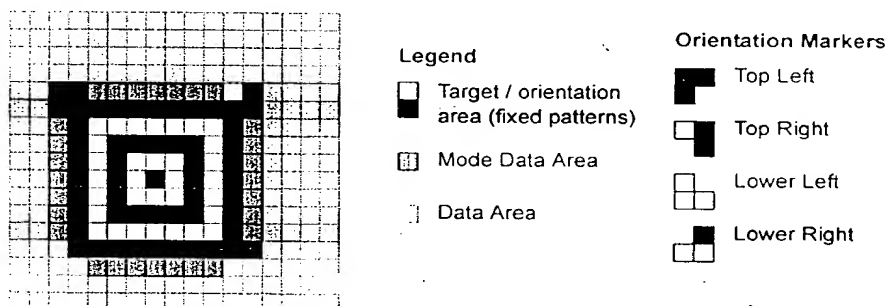 Legend
Target / orientation
area (fixed patterns)
Mode Data Area
Data Area
Orientation Markers
Top Left
Top Right
Lower Left
Lower Right